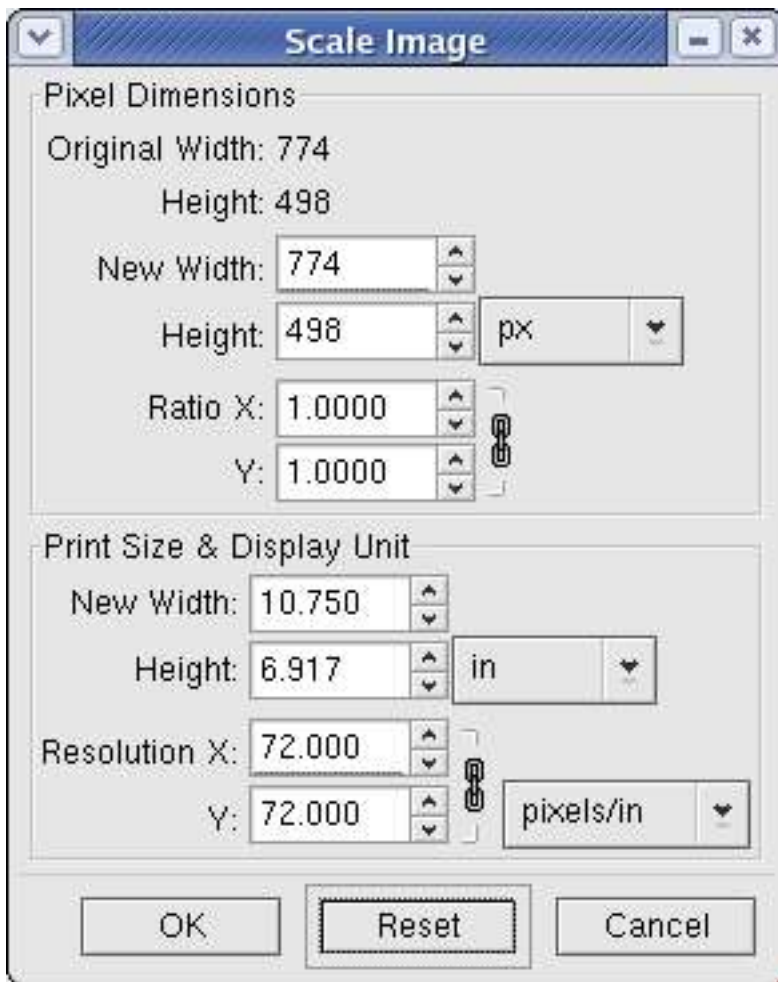 Scale Image
Pixel Dimensions
Original Width: 774
Height: 498
New Width: 774
Height: 498 px
Ratio X: 1.0000
Y: 1.0000
Print Size & Display Unit
New Width: 10.750
Height: 6.917 in
Resolution X: 72.000
Y: 72.000 pixels/in
OK Reset Cancel